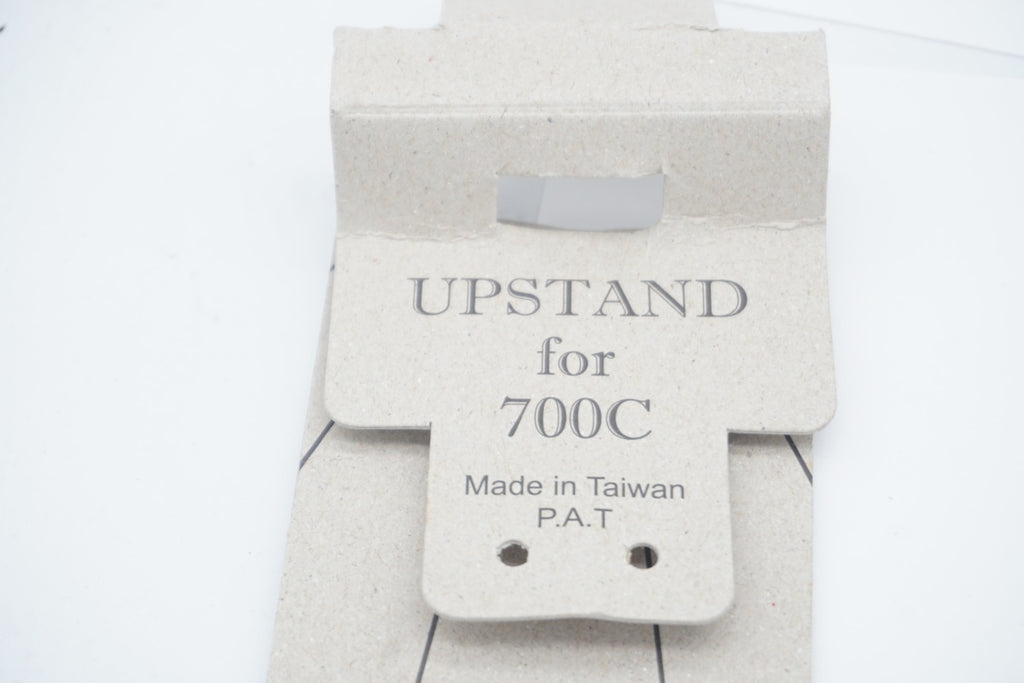 UPSTAND
for
700C
Made in Taiwan
P.A.T